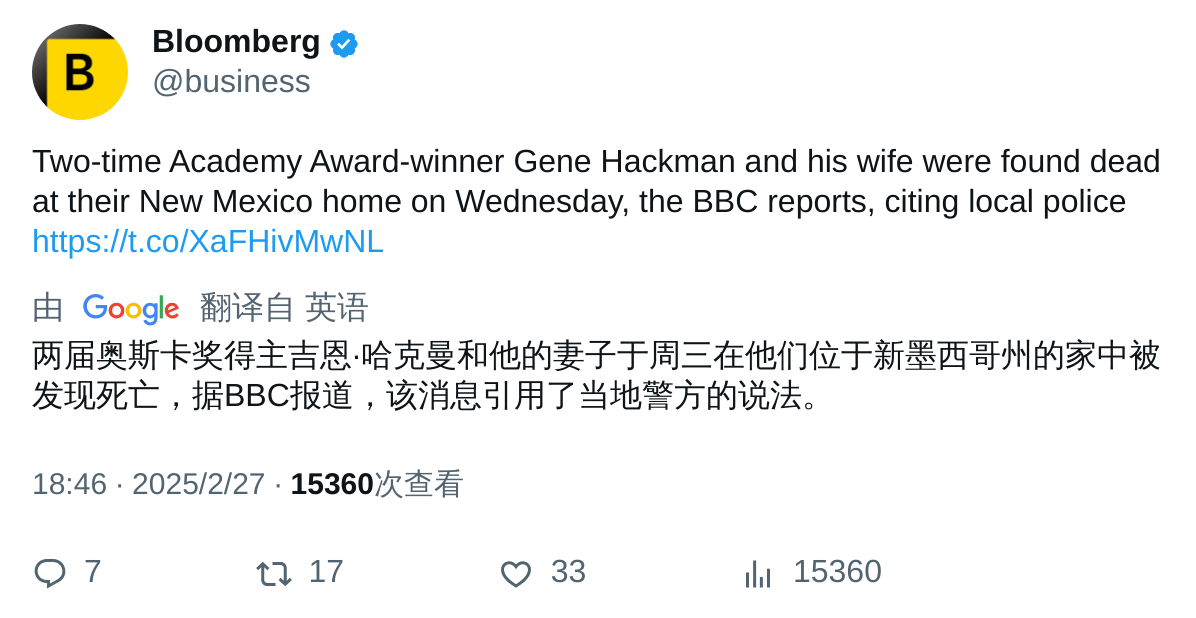 B
Bloomberg
@business
Two-time Academy Award-winner Gene Hackman and his wife were found dead
at their New Mexico home on Wednesday, the BBC reports, citing local police
https://t.co/XaFHivMwNL
由 Google 翻译自 英语
两届奥斯卡奖得主吉恩·哈克曼和他的妻子于周三在他们位于新墨西哥州的家中被
发现死亡，据BBC报道，该消息引用了当地警方的说法。
18:46 · 2025/2/27 · 15360次查看
7 17 33 15360